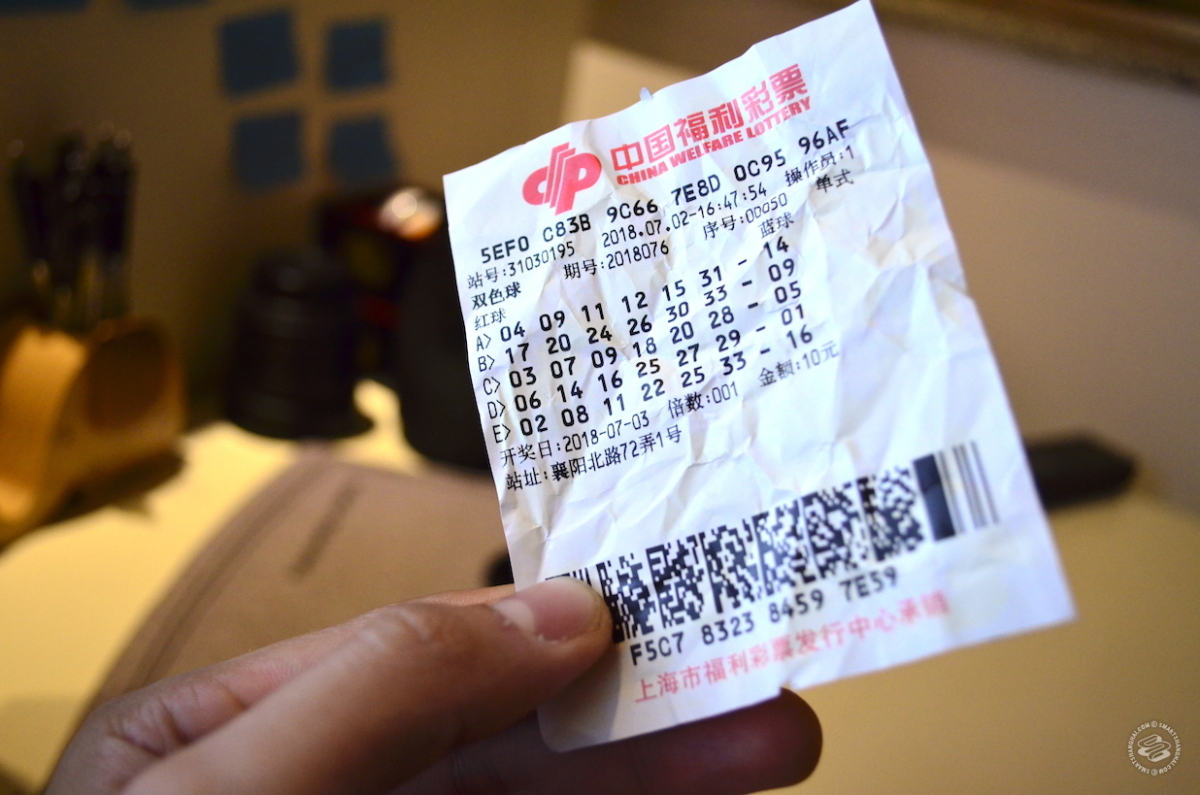 中国福利彩票
CHINA WELFARE LOTTERY
5EF0 C83B 9C66 7E8D 0C95 96AF
站号:31030195 2018.07.02-16:47:54 操作员:1
双色球 期号:2018076 序号:00050 单式
红球 蓝球
A> 04 09 11 12 15 31 - 14
B> 17 20 24 26 30 33 - 09
C> 03 07 09 18 20 28 - 05
D> 06 14 16 25 27 29 - 01
E> 02 08 11 22 25 33 - 16
开奖日:2018-07-03 倍数:001 金额:10元
站址:襄阳北路72弄1号
F5C7 8323 8459 7E59
上海市福利彩票发行中心承销
SMARTSHANGHAI.COM © SMARTSHANGHAI.COM ©